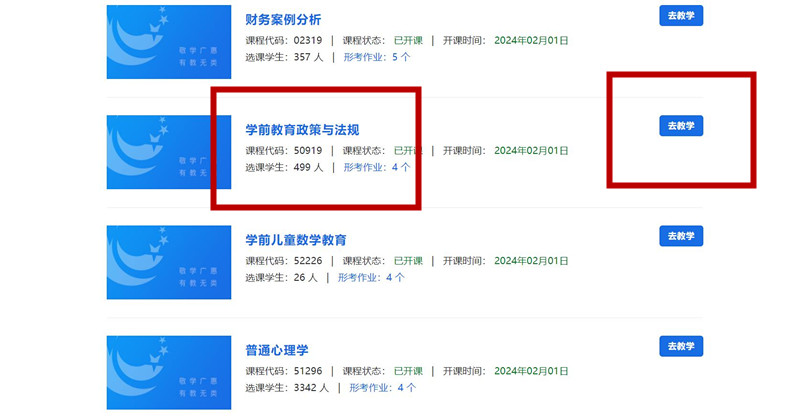 财务案例分析
去教学
课程代码：02319 | 课程状态：已开课 | 开课时间：2024年02月01日
选课学生：357 人 | 形考作业：5 个
敬学广惠
有教无类
学前教育政策与法规
去教学
课程代码：50919 | 课程状态：已开课 | 开课时间：2024年02月01日
选课学生：499 人 | 形考作业：4 个
敬学广惠
有教无类
学前儿童数学教育
去教学
课程代码：52226 | 课程状态：已开课 | 开课时间：2024年02月01日
选课学生：26 人 | 形考作业：4 个
敬学广惠
有教无类
普通心理学
去教学
课程代码：51296 | 课程状态：已开课 | 开课时间：2024年02月01日
选课学生：3342 人 | 形考作业：4 个
敬学广惠
有教无类